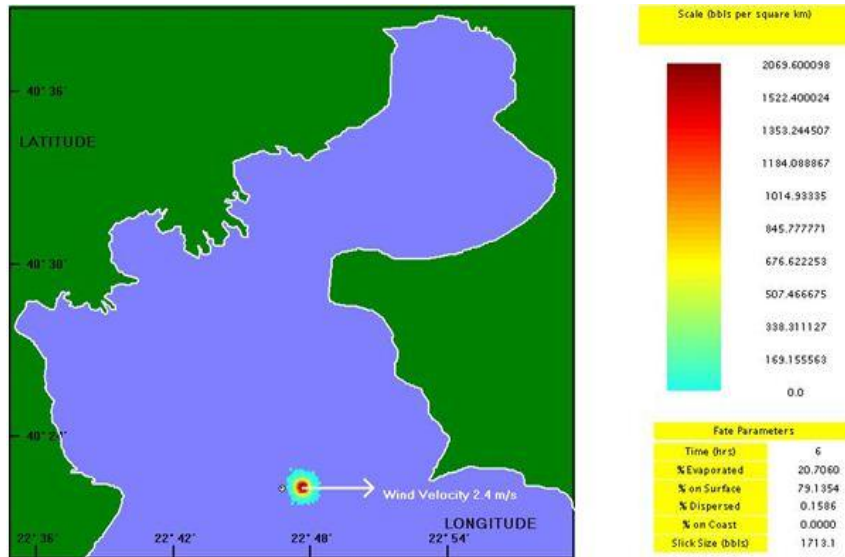 Scale (bbls per square km)
2069.600098
1522.400024
1353.244507
1184.088867
1014.93335
845.777771
676.622253
507.466675
338.311127
169.155563
0.0
40° 36'
LATITUDE
40° 30'
40° 24'
Wind Velocity 2.4 m/s
LONGITUDE
22° 36' 22° 42' 22° 48' 22° 54'
Fate Parameters
Time (hrs) 6
% Evaporated 20.7060
% on Surface 79.1354
% Dispersed 0.1586
% on Coast 0.0000
Slick Size (bbls) 1713.1